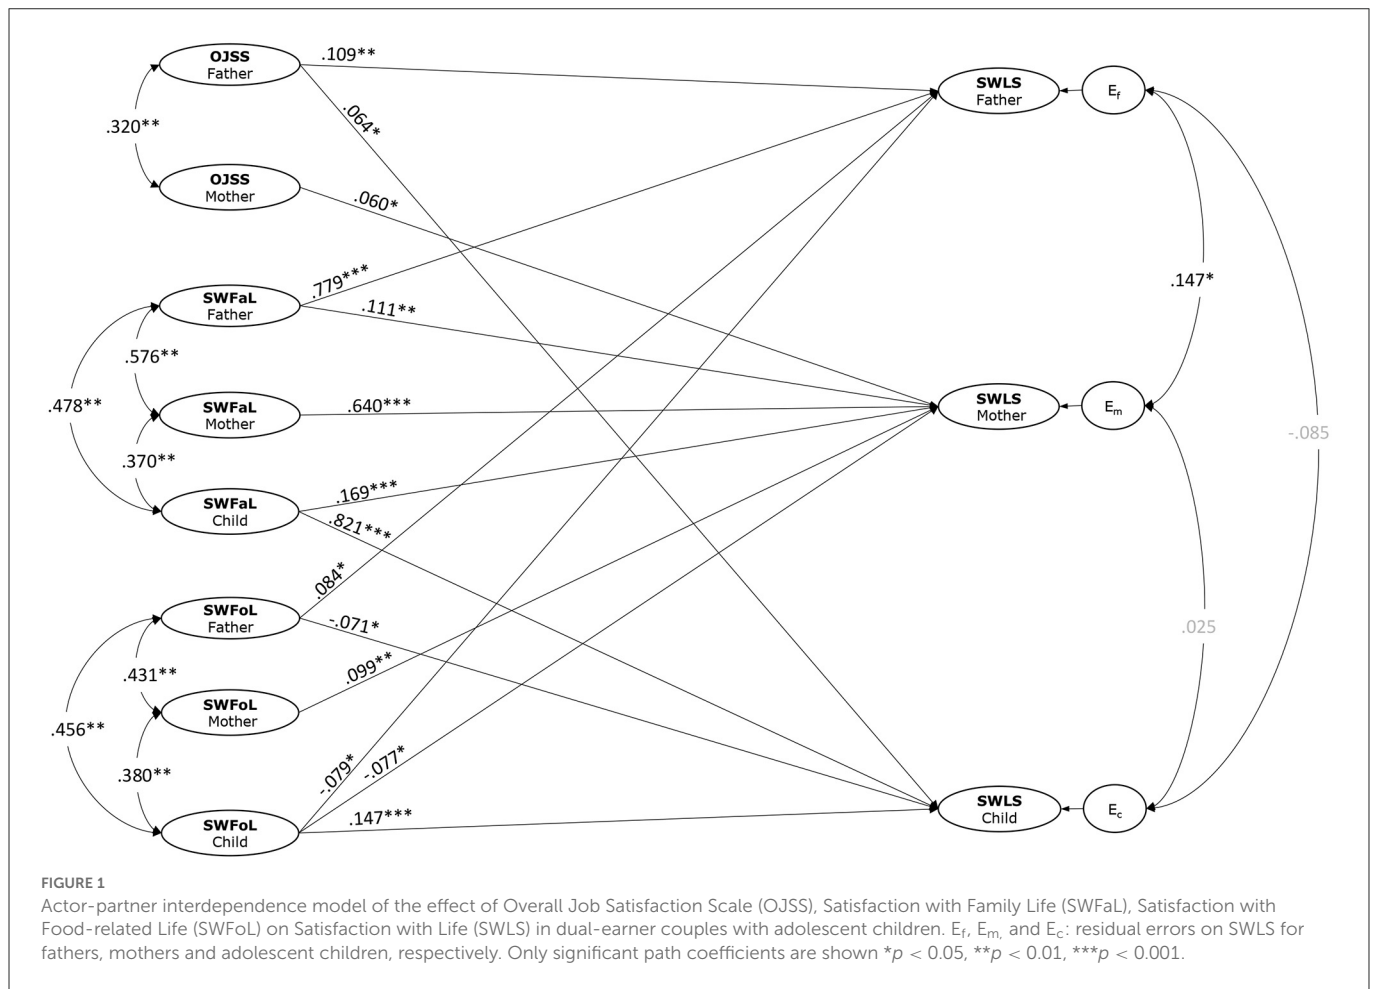 OJSS
Father
.109**
.064*
.320**
OJSS
Mother
.060*
SWFaL
Father
.779***
.111**
.576**
.478**
SWFaL
Mother
.640***
.370**
SWFaL
Child
.169***
.821***
SWFoL
Father
.084*
-.071*
.431**
.456**
SWFoL
Mother
.099**
.380**
SWFoL
Child
-.079*
-.077*
.147***
SWLS
Father
Ef
.147*
SWLS
Mother
Em
-.085
.025
SWLS
Child
Ec
FIGURE 1
Actor-partner interdependence model of the effect of Overall Job Satisfaction Scale (OJSS), Satisfaction with Family Life (SWFaL), Satisfaction with
Food-related Life (SWFoL) on Satisfaction with Life (SWLS) in dual-earner couples with adolescent children. Ef, Em, and Ec: residual errors on SWLS for
fathers, mothers and adolescent children, respectively. Only significant path coefficients are shown *p < 0.05, **p < 0.01, ***p < 0.001.